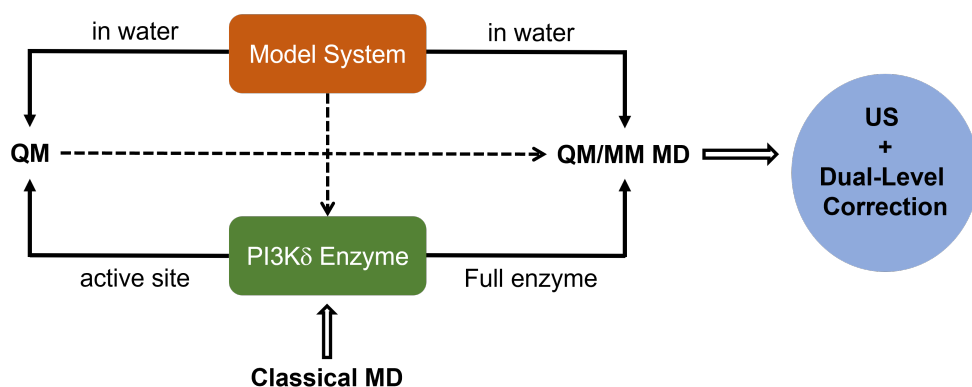 in water
Model System
in water
QM
QM/MM MD
US
+
Dual-Level
Correction
PI3Kδ Enzyme
active site
Full enzyme
Classical MD